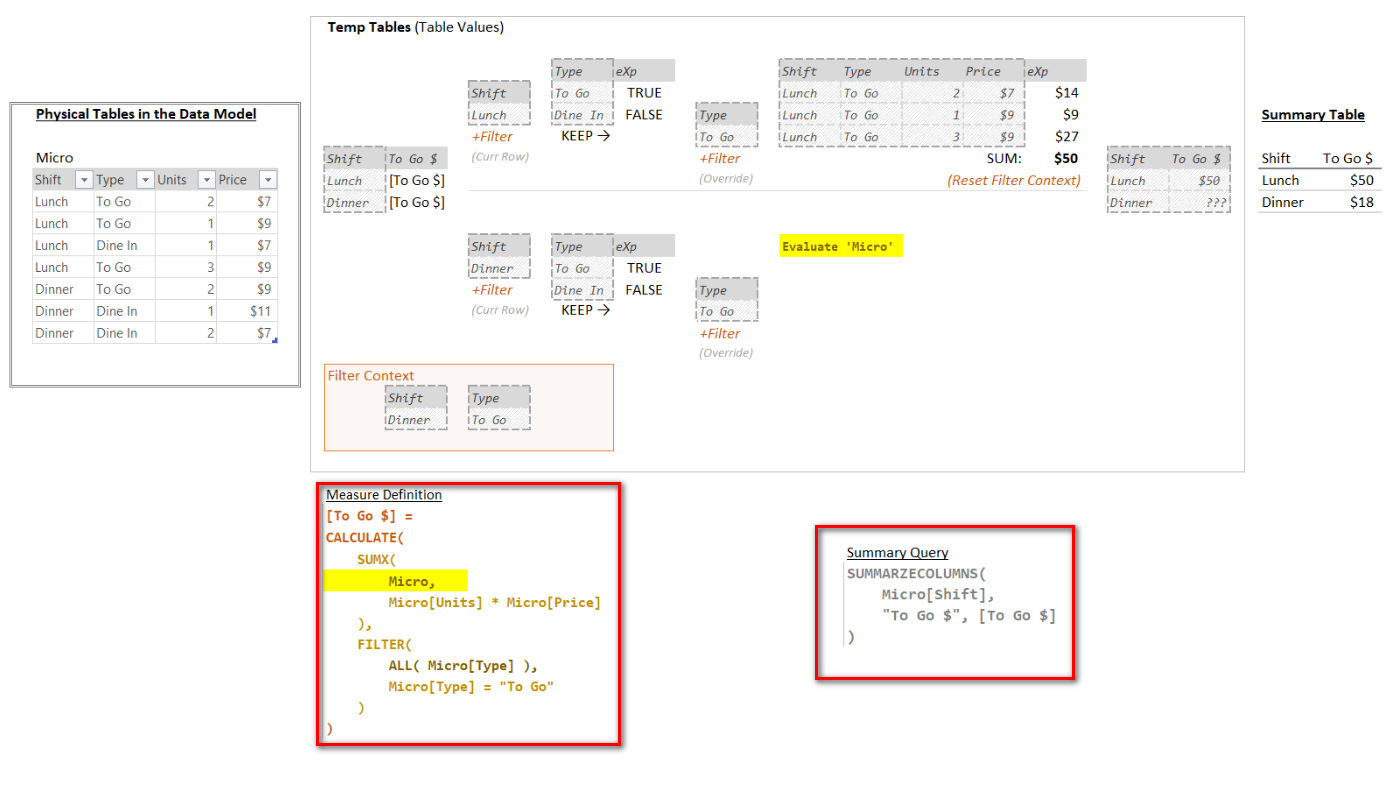 Temp Tables (Table Values)
Physical Tables in the Data Model
Micro
Shift Type Units Price
Lunch To Go 2 $7
Lunch To Go 1 $9
Lunch Dine In 1 $7
Lunch To Go 3 $9
Dinner To Go 2 $9
Dinner Dine In 1 $11
Dinner Dine In 2 $7
Shift To Go $
Lunch [To Go $]
Dinner [To Go $]
Shift
Lunch
+Filter
(Curr Row)
Type eXp
To Go TRUE
Dine In FALSE
KEEP →
Type
To Go
+Filter
(Override)
Shift Type Units Price eXp
Lunch To Go 2 $7 $14
Lunch To Go 1 $9 $9
Lunch To Go 3 $9 $27
SUM: $50
(Reset Filter Context)
Shift To Go $
Lunch $50
Dinner ???
Summary Table
Shift To Go $
Lunch $50
Dinner $18
Shift
Dinner
+Filter
(Curr Row)
Type eXp
To Go TRUE
Dine In FALSE
KEEP →
Type
To Go
+Filter
(Override)
Evaluate 'Micro'
Filter Context
Shift Type
Dinner To Go
Measure Definition
[To Go $] =
CALCULATE(
SUMX(
Micro,
Micro[Units] * Micro[Price]
),
FILTER(
ALL( Micro[Type] ),
Micro[Type] = "To Go"
)
)
Summary Query
SUMMARZECOLUMNS(
Micro[Shift],
"To Go $", [To Go $]
)